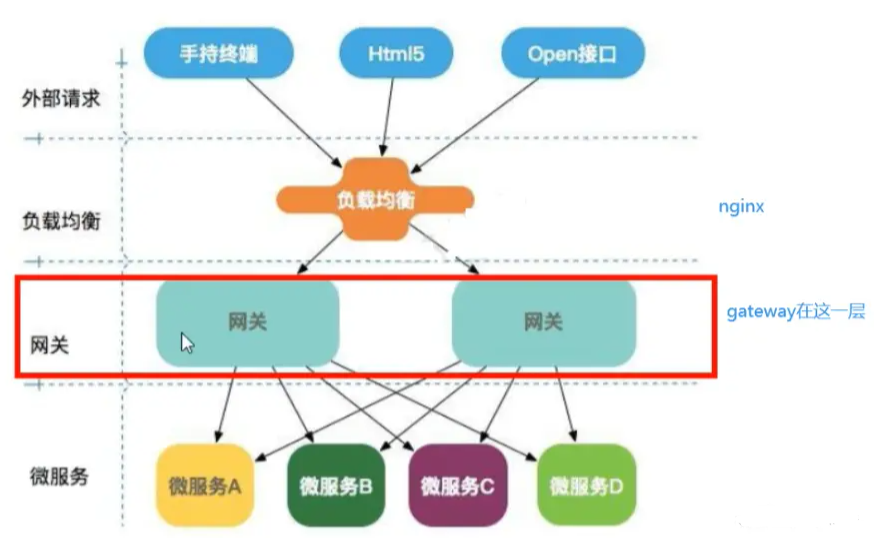 手持终端
Html5
Open接口
外部请求
负载均衡
负载均衡
nginx
网关
网关
网关
gateway在这一层
微服务
微服务A
微服务B
微服务C
微服务D